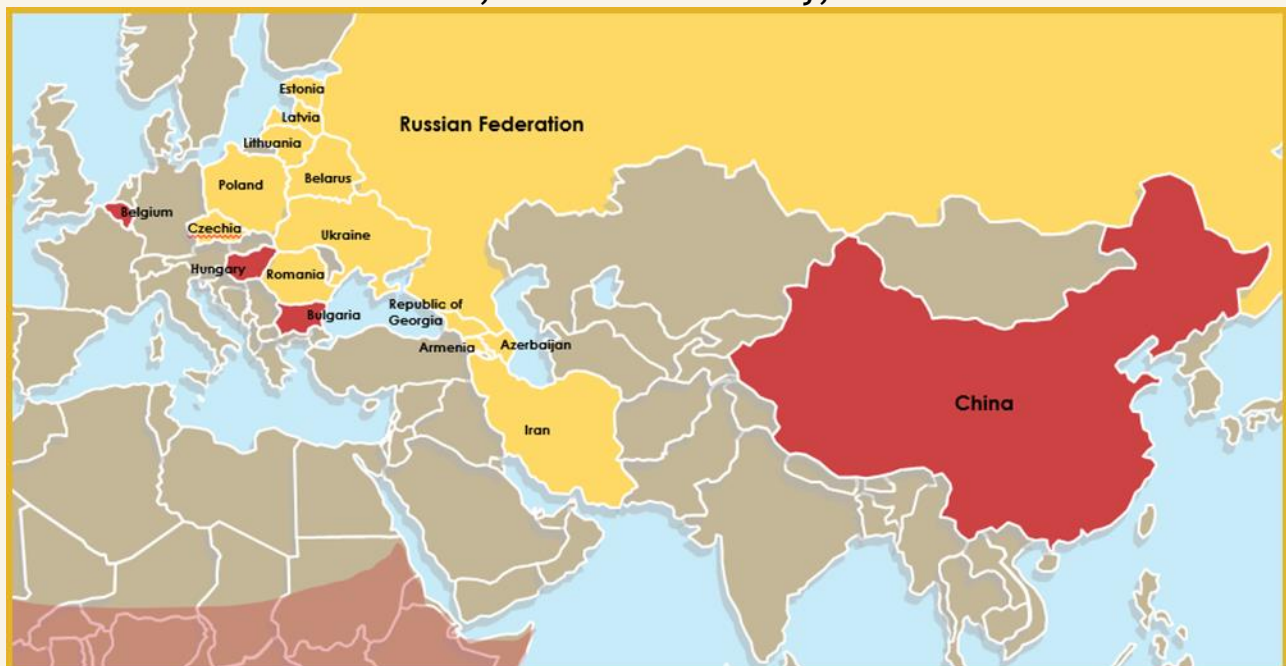 Estonia
Latvia
Russian Federation
Lithuania
Belarus
Poland
Belgium
Czechia
Ukraine
Hungary
Romania
Bulgaria
Republic of
Georgia
Armenia
Azerbaijan
China
Iran